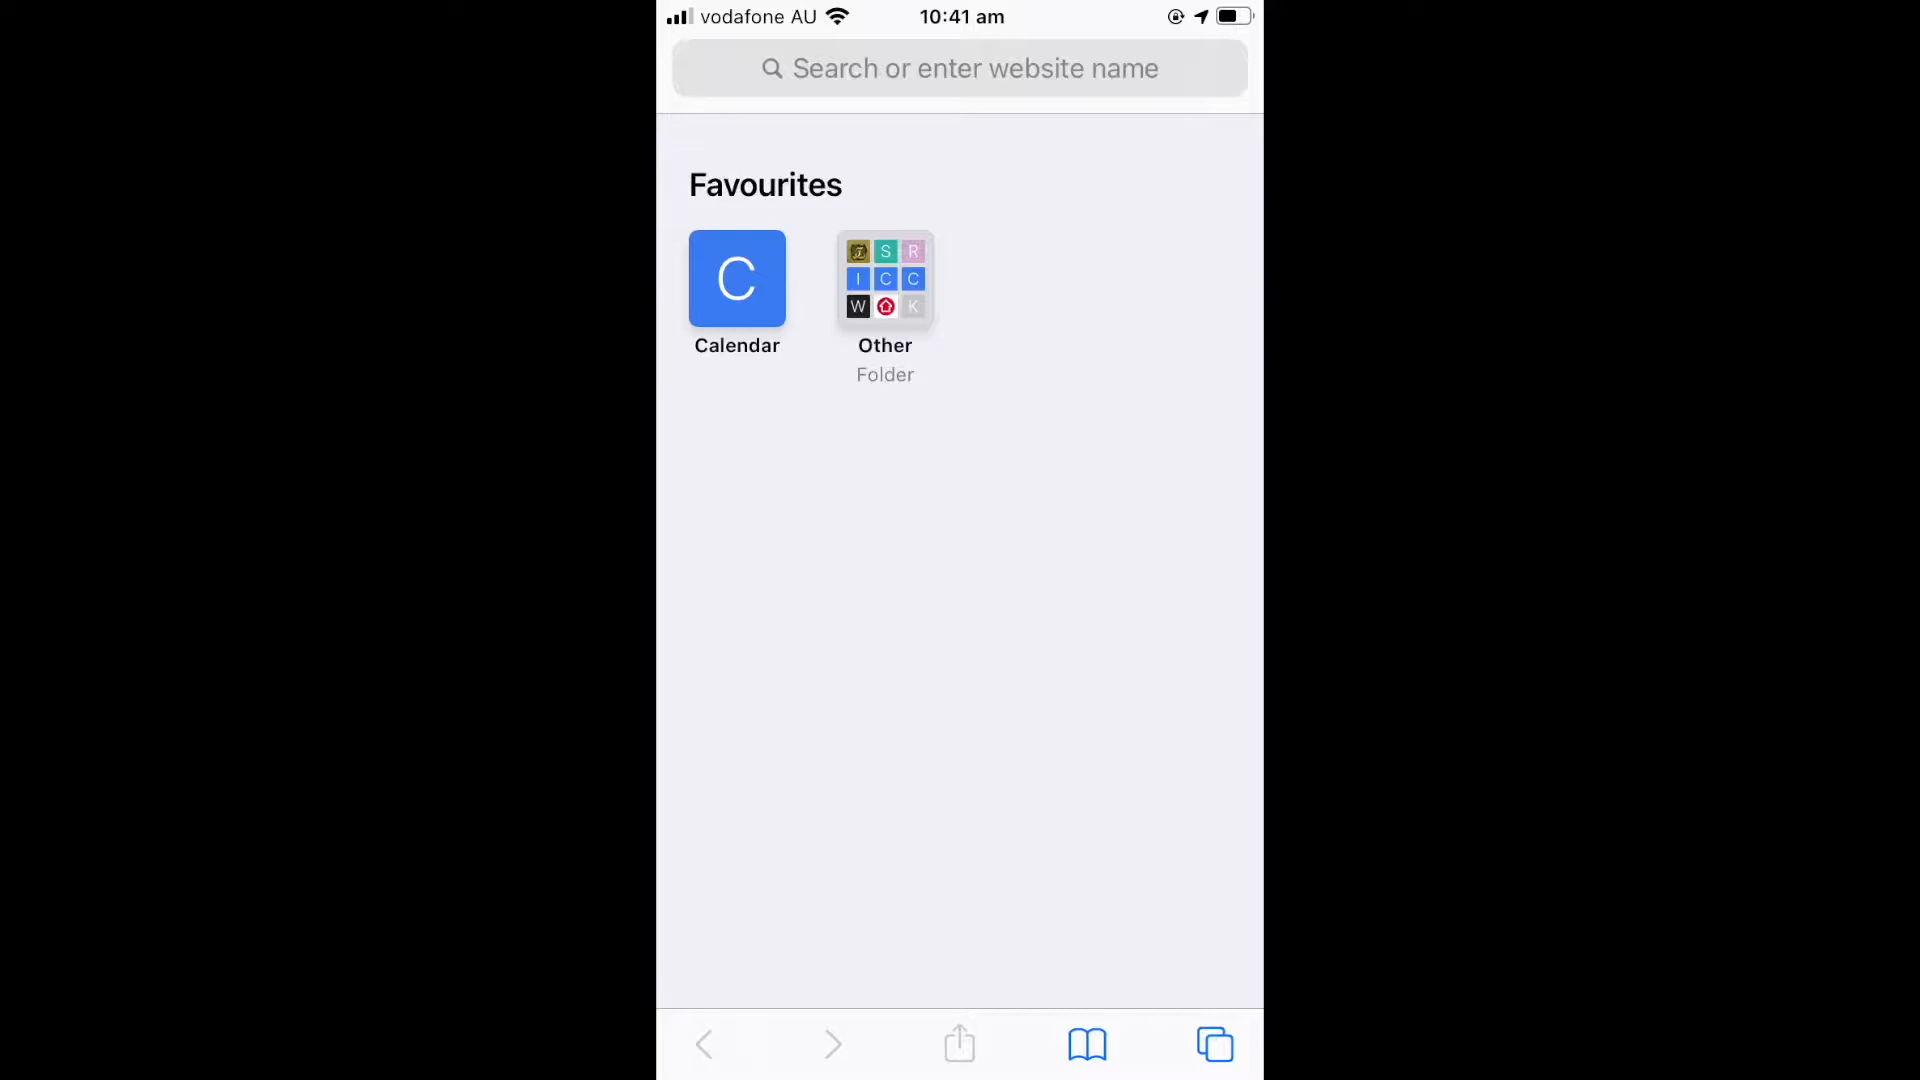 vodafone AU 10:41 am
Search or enter website name
Favourites
C
S R
I C C
W K
Calendar Other
Folder